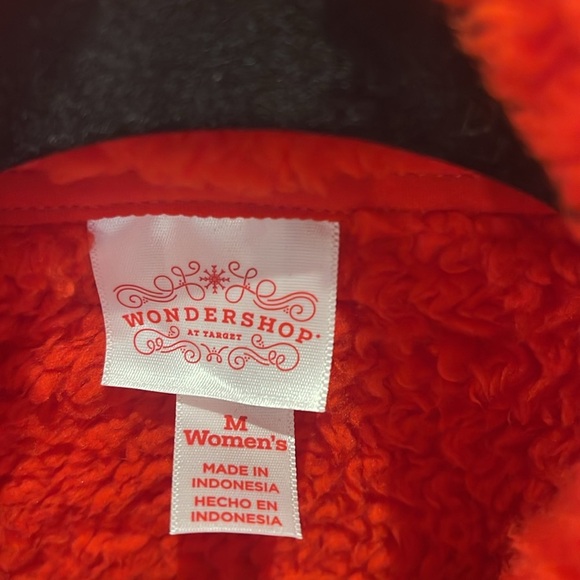 WONDERSHOP
AT TARGET
M
Women's
MADE IN
INDONESIA
HECHO EN
INDONESIA